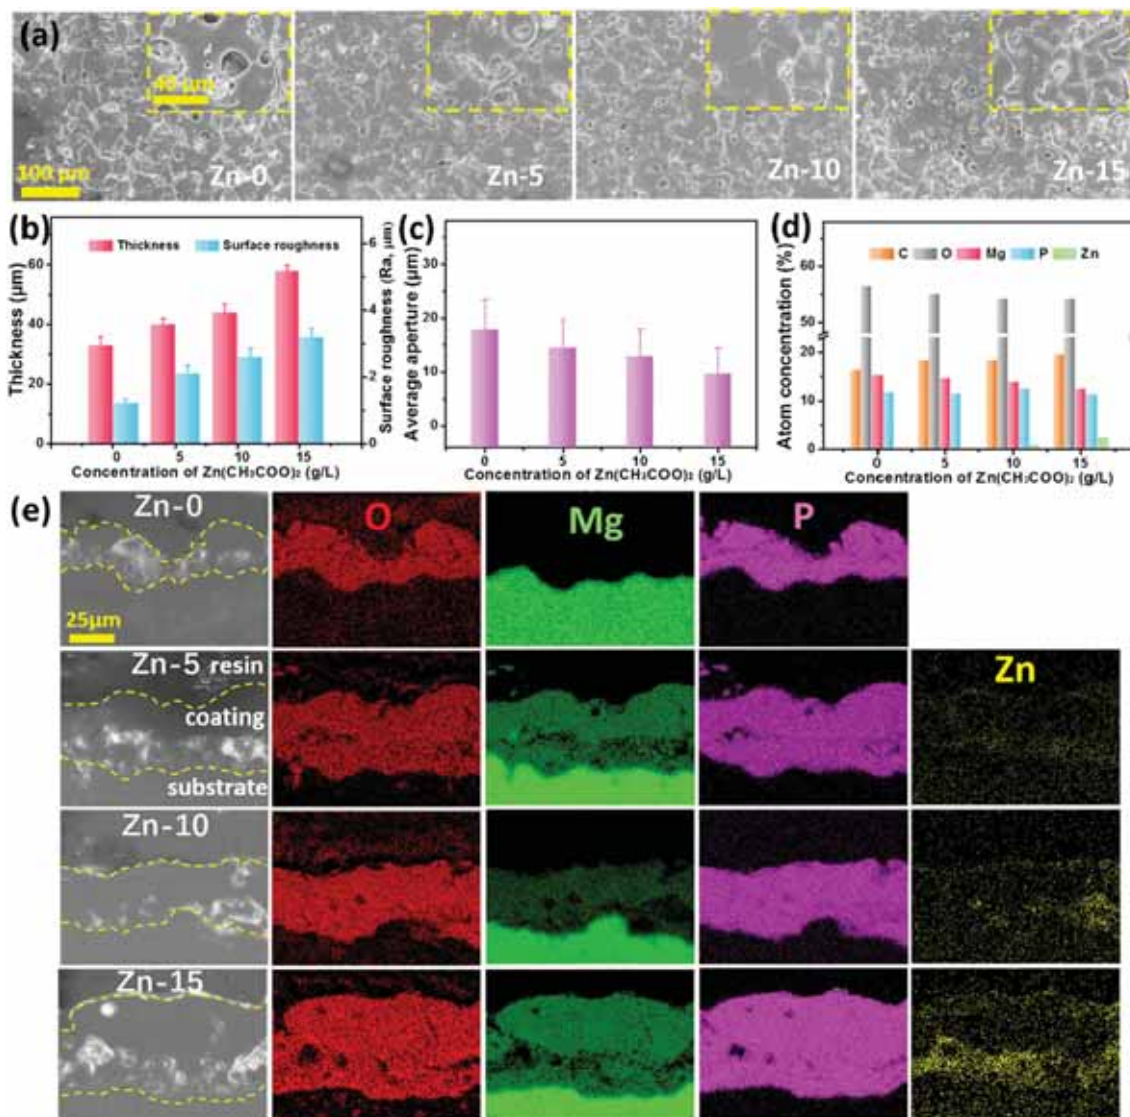 (a)
40 μm
100 μm
Zn-0
Zn-5
Zn-10
Zn-15
(b)
Thickness
Surface roughness
Thickness (μm)
60
40
20
0
Surface roughness (Ra, μm)
6
4
2
0
0 5 10 15
Concentration of Zn(CH₃COO)₂ (g/L)
(c)
Average aperture (μm)
30
20
10
0
0 5 10 15
Concentration of Zn(CH₃COO)₂ (g/L)
(d)
C O Mg P Zn
Atom concentration (%)
60
50
20
10
0
0 5 10 15
Concentration of Zn(CH₃COO)₂ (g/L)
(e)
Zn-0
O
Mg
P
25μm
Zn-5 resin
Zn
coating
substrate
Zn-10
Zn-15